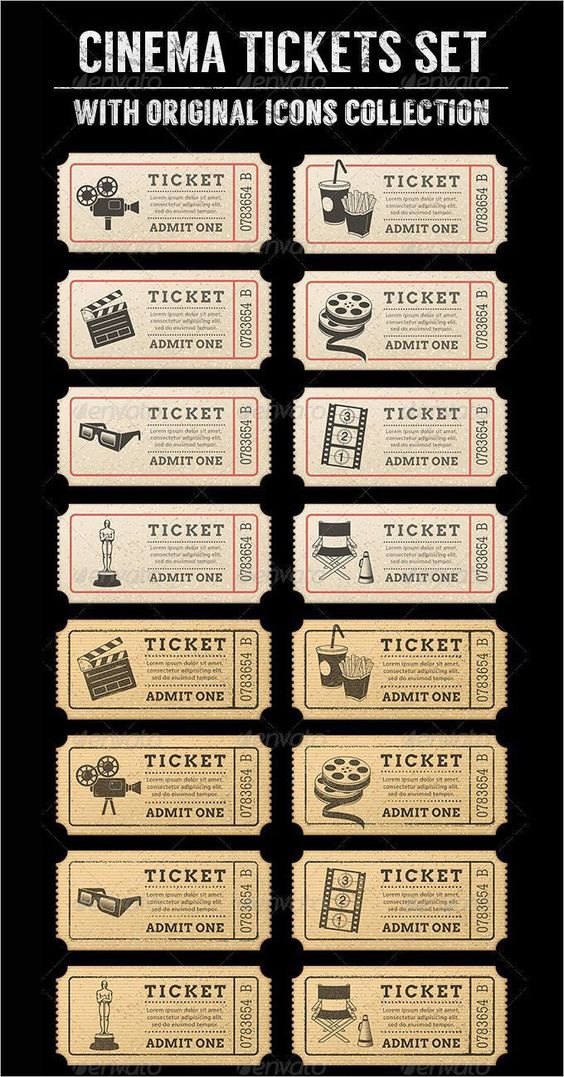 CINEMA TICKETS SET
WITH ORIGINAL ICONS COLLECTION
TICKET
Lorem ipsum dolor sit amet,
consectetur adipisicing elit,
sed do eiusmod tempor.
ADMIT ONE
0783654 B
TICKET
Lorem ipsum dolor sit amet,
consectetur adipisicing elit,
sed do eiusmod tempor.
ADMIT ONE
0783654 B
TICKET
Lorem ipsum dolor sit amet,
consectetur adipisicing elit,
sed do eiusmod tempor.
ADMIT ONE
0783654 B
TICKET
Lorem ipsum dolor sit amet,
consectetur adipisicing elit,
sed do eiusmod tempor.
ADMIT ONE
0783654 B
TICKET
Lorem ipsum dolor sit amet,
consectetur adipisicing elit,
sed do eiusmod tempor.
ADMIT ONE
0783654 B
3
2
1
TICKET
Lorem ipsum dolor sit amet,
consectetur adipisicing elit,
sed do eiusmod tempor.
ADMIT ONE
0783654 B
TICKET
Lorem ipsum dolor sit amet,
consectetur adipisicing elit,
sed do eiusmod tempor.
ADMIT ONE
0783654 B
TICKET
Lorem ipsum dolor sit amet,
consectetur adipisicing elit,
sed do eiusmod tempor.
ADMIT ONE
0783654 B
TICKET
Lorem ipsum dolor sit amet,
consectetur adipisicing elit,
sed do eiusmod tempor.
ADMIT ONE
0783654 B
TICKET
Lorem ipsum dolor sit amet,
consectetur adipisicing elit,
sed do eiusmod tempor.
ADMIT ONE
0783654 B
TICKET
Lorem ipsum dolor sit amet,
consectetur adipisicing elit,
sed do eiusmod tempor.
ADMIT ONE
0783654 B
TICKET
Lorem ipsum dolor sit amet,
consectetur adipisicing elit,
sed do eiusmod tempor.
ADMIT ONE
0783654 B
TICKET
Lorem ipsum dolor sit amet,
consectetur adipisicing elit,
sed do eiusmod tempor.
ADMIT ONE
0783654 B
3
2
1
TICKET
Lorem ipsum dolor sit amet,
consectetur adipisicing elit,
sed do eiusmod tempor.
ADMIT ONE
0783654 B
TICKET
Lorem ipsum dolor sit amet,
consectetur adipisicing elit,
sed do eiusmod tempor.
ADMIT ONE
0783654 B
TICKET
Lorem ipsum dolor sit amet,
consectetur adipisicing elit,
sed do eiusmod tempor.
ADMIT ONE
0783654 B